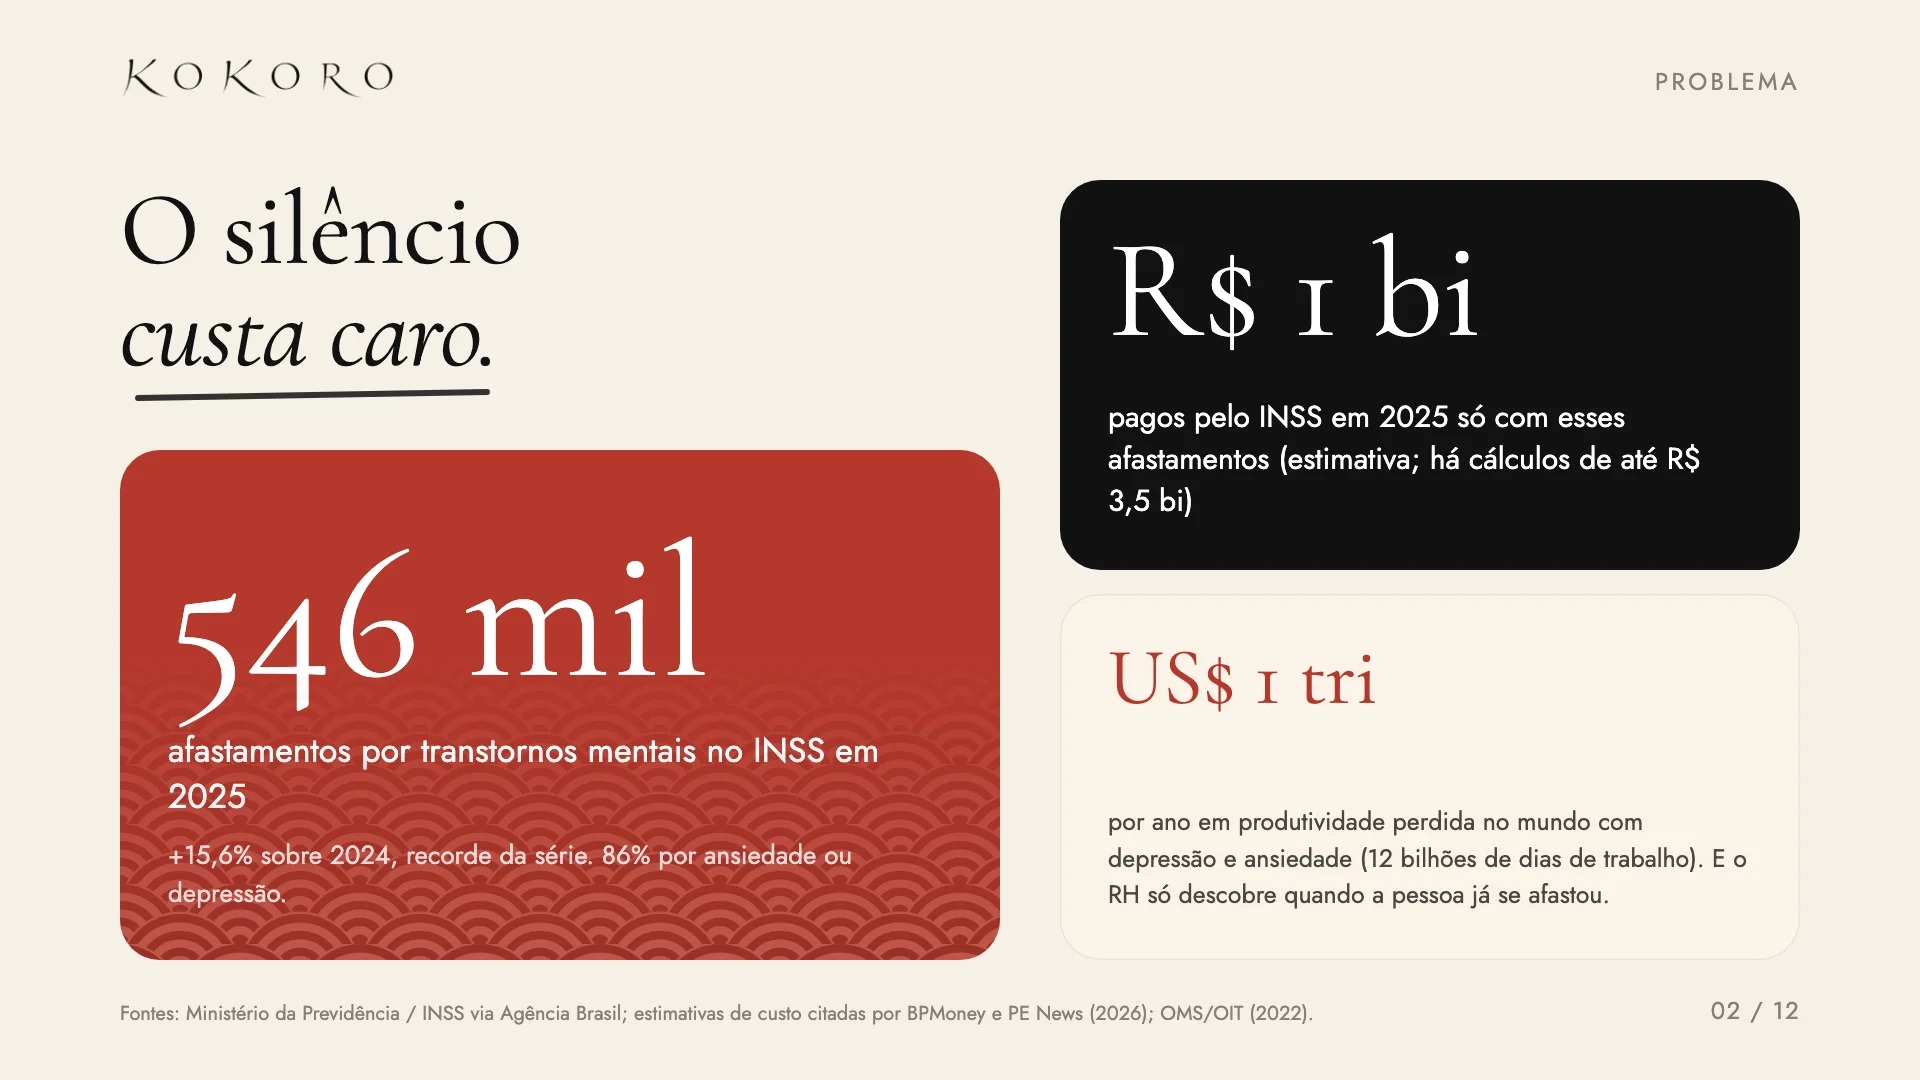 KOKORO
PROBLEMA
O silêncio
custa caro.
546 mil
afastamentos por transtornos mentais no INSS em
2025
+15,6% sobre 2024, recorde da série. 86% por ansiedade ou
depressão.
R$ 1 bi
pagos pelo INSS em 2025 só com esses
afastamentos (estimativa; há cálculos de até R$
3,5 bi)
US$ 1 tri
por ano em produtividade perdida no mundo com
depressão e ansiedade (12 bilhões de dias de trabalho). E o
RH só descobre quando a pessoa já se afastou.
Fontes: Ministério da Previdência / INSS via Agência Brasil; estimativas de custo citadas por BPMoney e PE News (2026); OMS/OIT (2022).
02 / 12